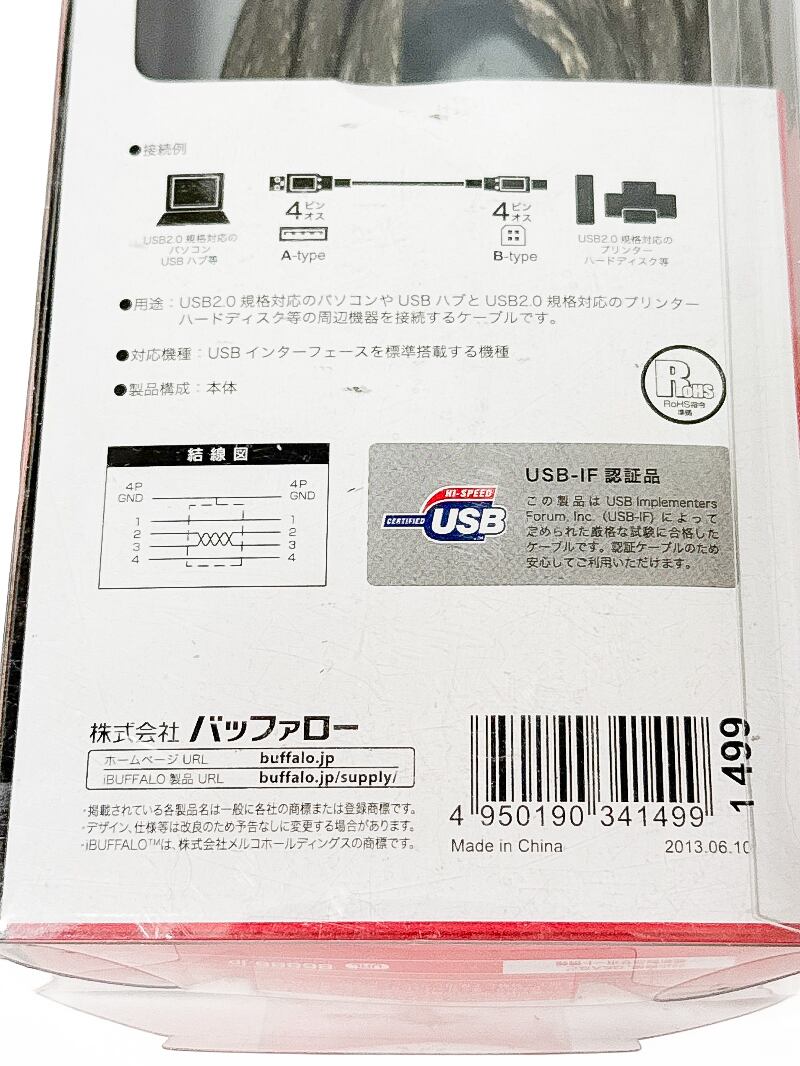 ●接続例
4 ピン オス
4 ピン オス
A-type
B-type
USB2.0 規格対応の
パソコン
USB ハブ等
USB2.0 規格対応の
プリンター
ハードディスク等
●用途：USB2.0 規格対応のパソコンや USB ハブと USB2.0 規格対応のプリンター
ハードディスク等の周辺機器を接続するケーブルです。
●対応機種：USB インターフェースを標準搭載する機種
●製品構成：本体
RoHS
RoHS指令
準拠
結線図
4P
GND
4P
GND
1 1
2 2
3 3
4 4
HI-SPEED
CERTIFIED USB
USB-IF 認証品
この製品は USB Implementers
Forum, Inc.（USB-IF）によって
定められた厳格な試験に合格した
ケーブルです。認証ケーブルのため
安心してご利用いただけます。
株式会社 バッファロー
ホームページ URL buffalo.jp
iBUFFALO 製品 URL buffalo.jp/supply/
・掲載されている各製品名は一般に各社の商標または登録商標です。
・デザイン、仕様等は改良のため予告なしに変更する場合があります。
・iBUFFALO™は、株式会社メルコホールディングスの商標です。
4 950190 341499
1 499
Made in China
2013.06.10